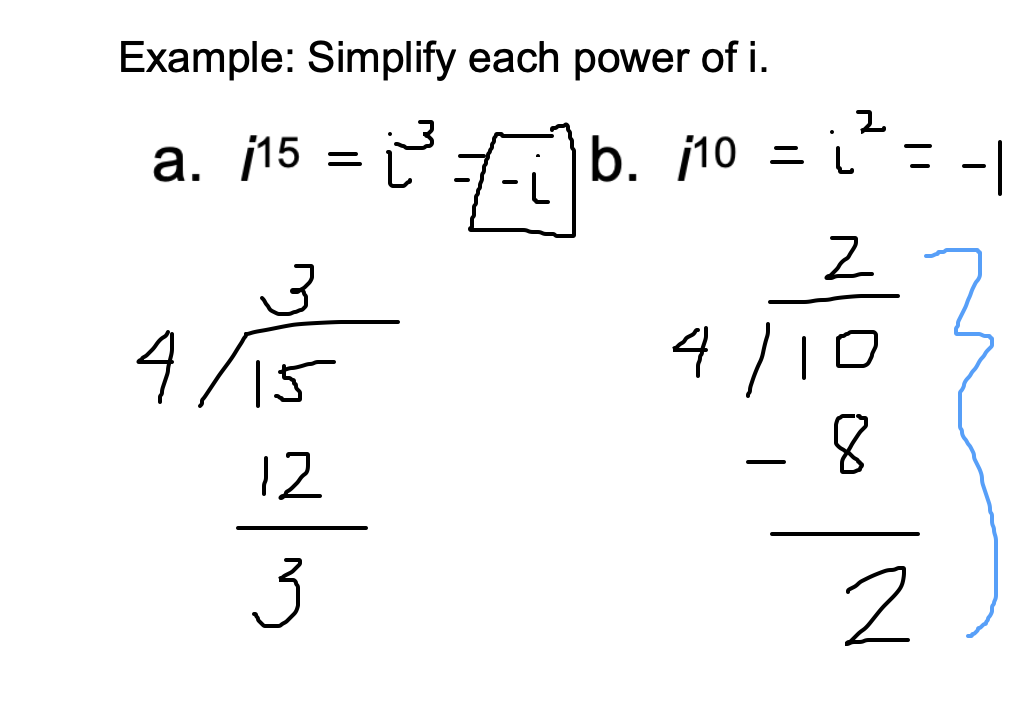 Example: Simplify each power of i.
a. i¹⁵ = i³ = -i b. i¹⁰ = i² = -1
3 2
4 15 4 10
12 - 8
3 2